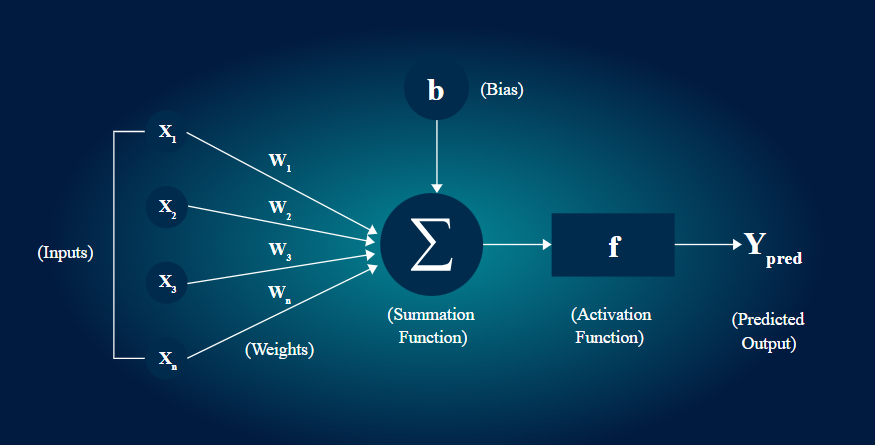 b (Bias)
X1
W1
X2
W2
(Inputs)
X3
W3
Wn
Xn
(Weights)
Σ
(Summation
Function)
f
(Activation
Function)
Ypred
(Predicted
Output)